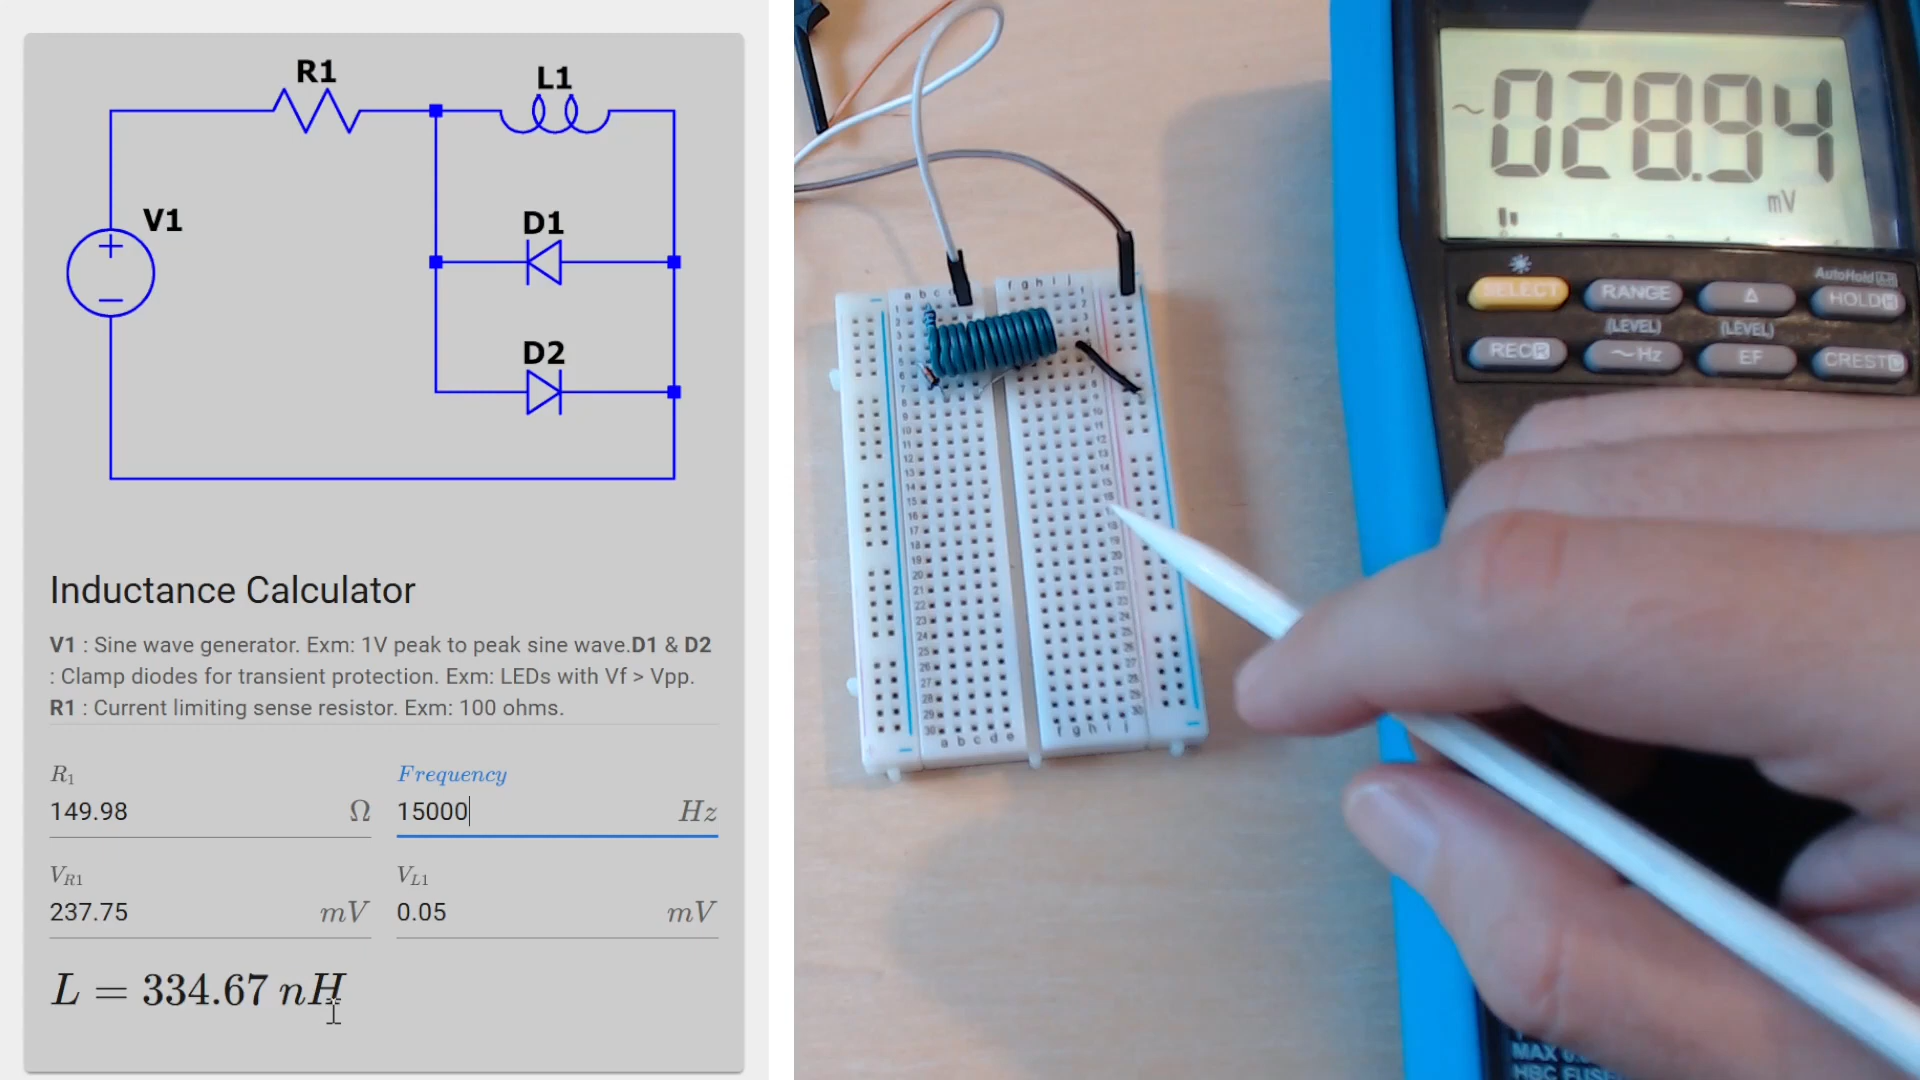 R1
L1
V1
D1
D2
Inductance Calculator
V1 : Sine wave generator. Exm: 1V peak to peak sine wave.D1 & D2
: Clamp diodes for transient protection. Exm: LEDs with Vf > Vpp.
R1 : Current limiting sense resistor. Exm: 100 ohms.
R1
Frequency
149.98 Ω
15000 Hz
VR1
VL1
237.75 mV
0.05 mV
L = 334.67 nH
~ 028.94
mV
AutoHold
SELECT
RANGE
Δ
HOLD
(LEVEL)
(LEVEL)
REC
~Hz
EF
CREST
MAX
HBC FUSE